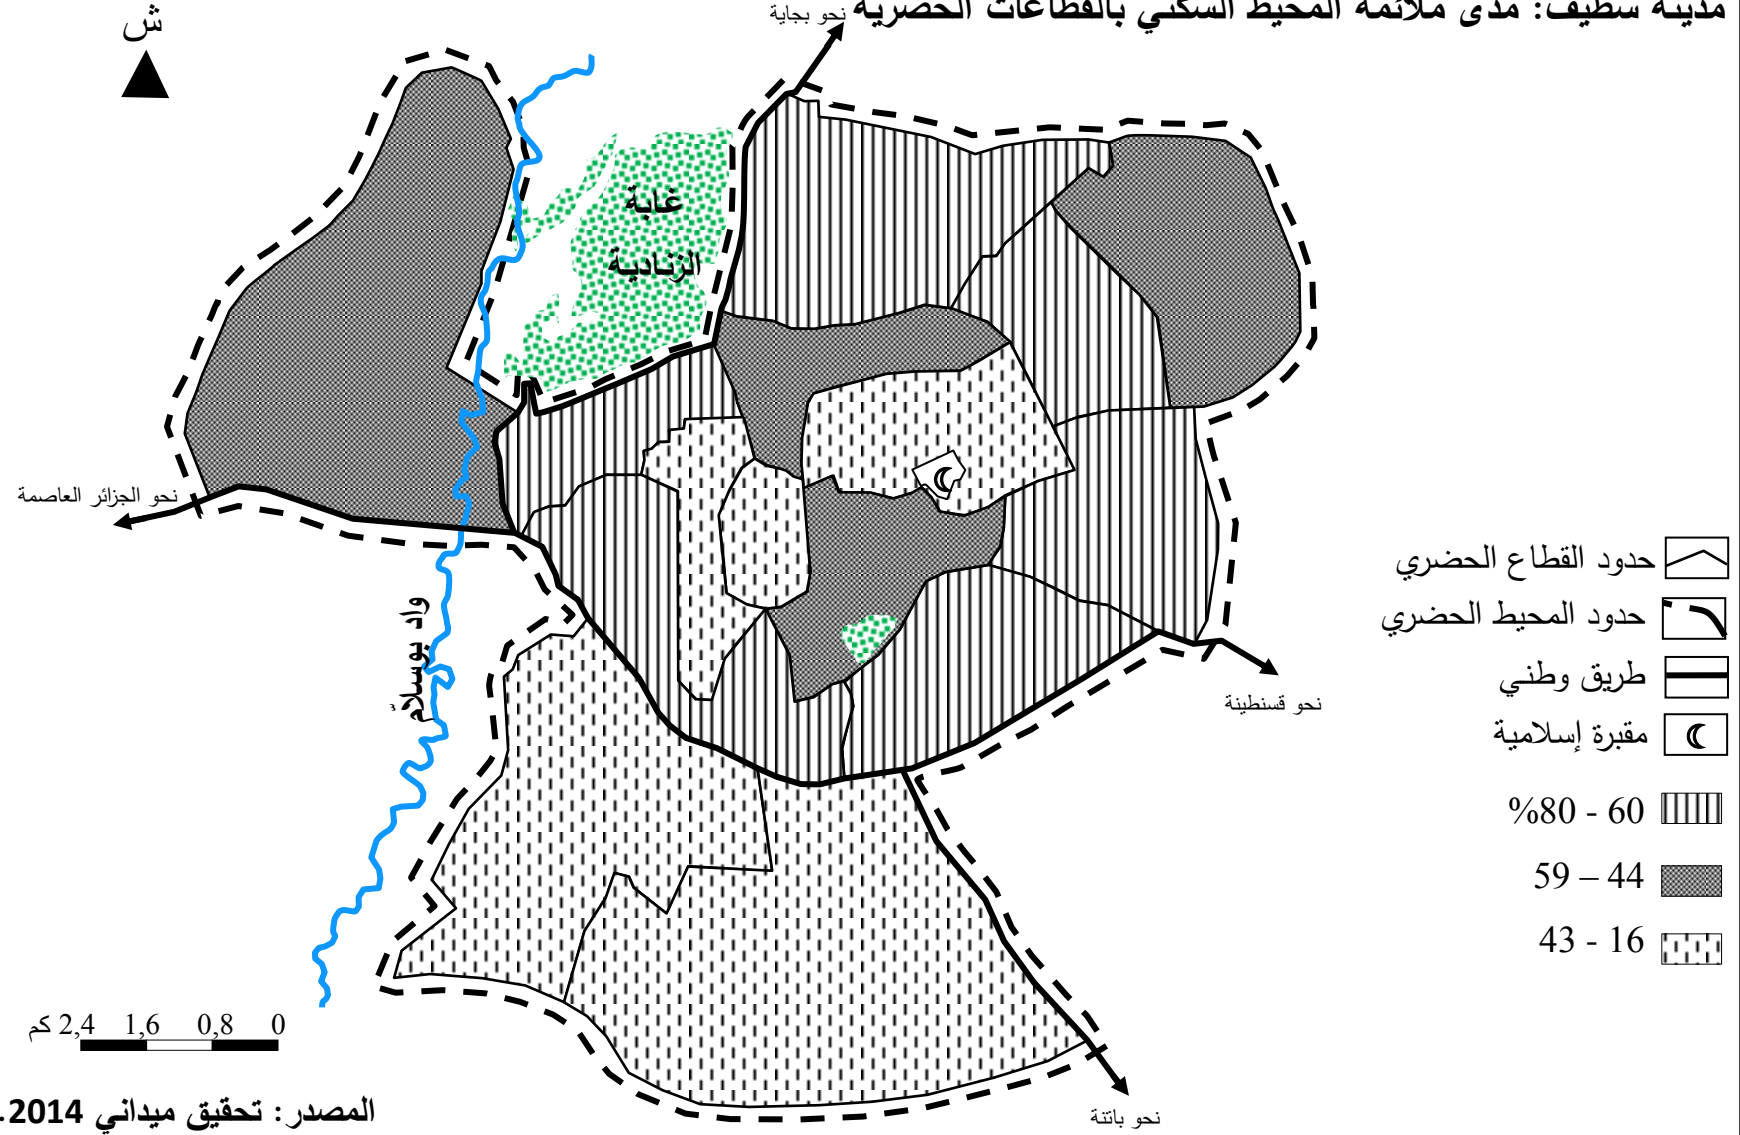 مدينة سطيف: مدى ملائمة المحيط السكني بالقطاعات الحضرية
نحو بجاية
ش
غابة
الزنادية
نحو الجزائر العاصمة
واد بوسلام
نحو قسنطينة
نحو باتنة
حدود القطاع الحضري
حدود المحيط الحضري
طريق وطني
مقبرة إسلامية
60 - 80%
44 – 59
16 - 43
0 0,8 1,6 2,4 كم
المصدر: تحقيق ميداني 2014.